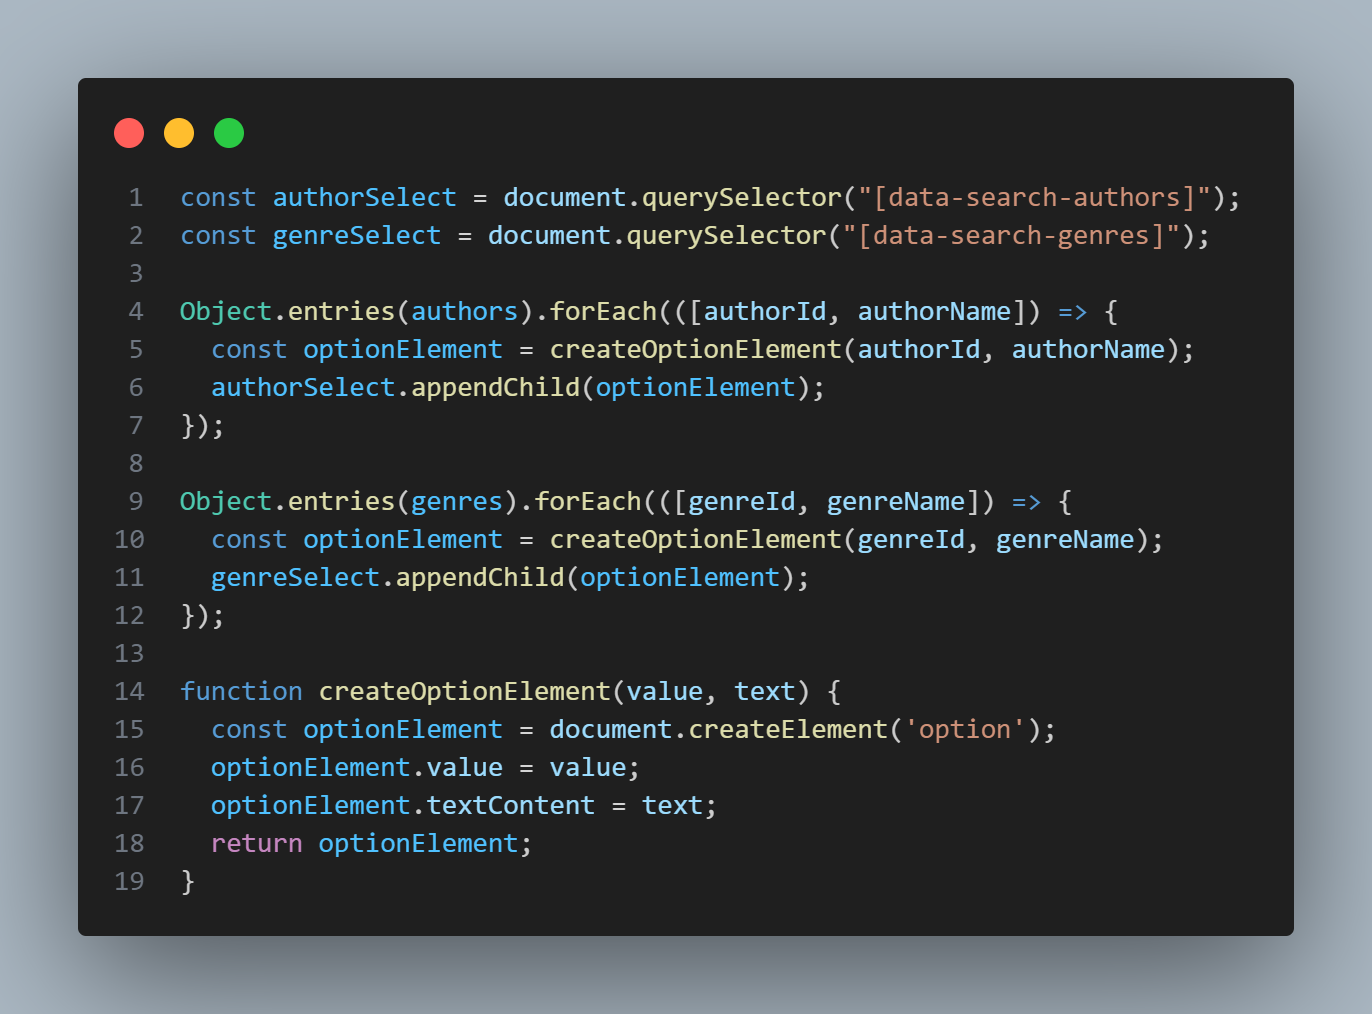 1 const authorSelect = document.querySelector("[data-search-authors]");
2 const genreSelect = document.querySelector("[data-search-genres]");
3
4 Object.entries(authors).forEach(([authorId, authorName]) => {
5   const optionElement = createOptionElement(authorId, authorName);
6   authorSelect.appendChild(optionElement);
7 });
8
9 Object.entries(genres).forEach(([genreId, genreName]) => {
10   const optionElement = createOptionElement(genreId, genreName);
11   genreSelect.appendChild(optionElement);
12 });
13
14 function createOptionElement(value, text) {
15   const optionElement = document.createElement('option');
16   optionElement.value = value;
17   optionElement.textContent = text;
18   return optionElement;
19 }